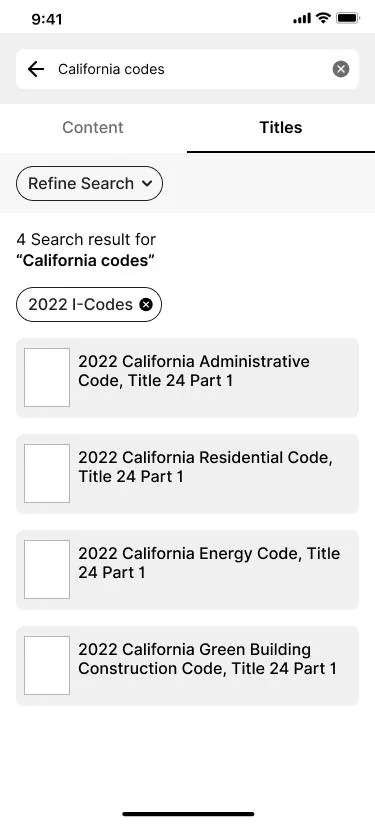 9:41
California codes
Content
Titles
Refine Search
4 Search result for
“California codes”
2022 I-Codes
2022 California Administrative
Code, Title 24 Part 1
2022 California Residential Code,
Title 24 Part 1
2022 California Energy Code, Title
24 Part 1
2022 California Green Building
Construction Code, Title 24 Part 1